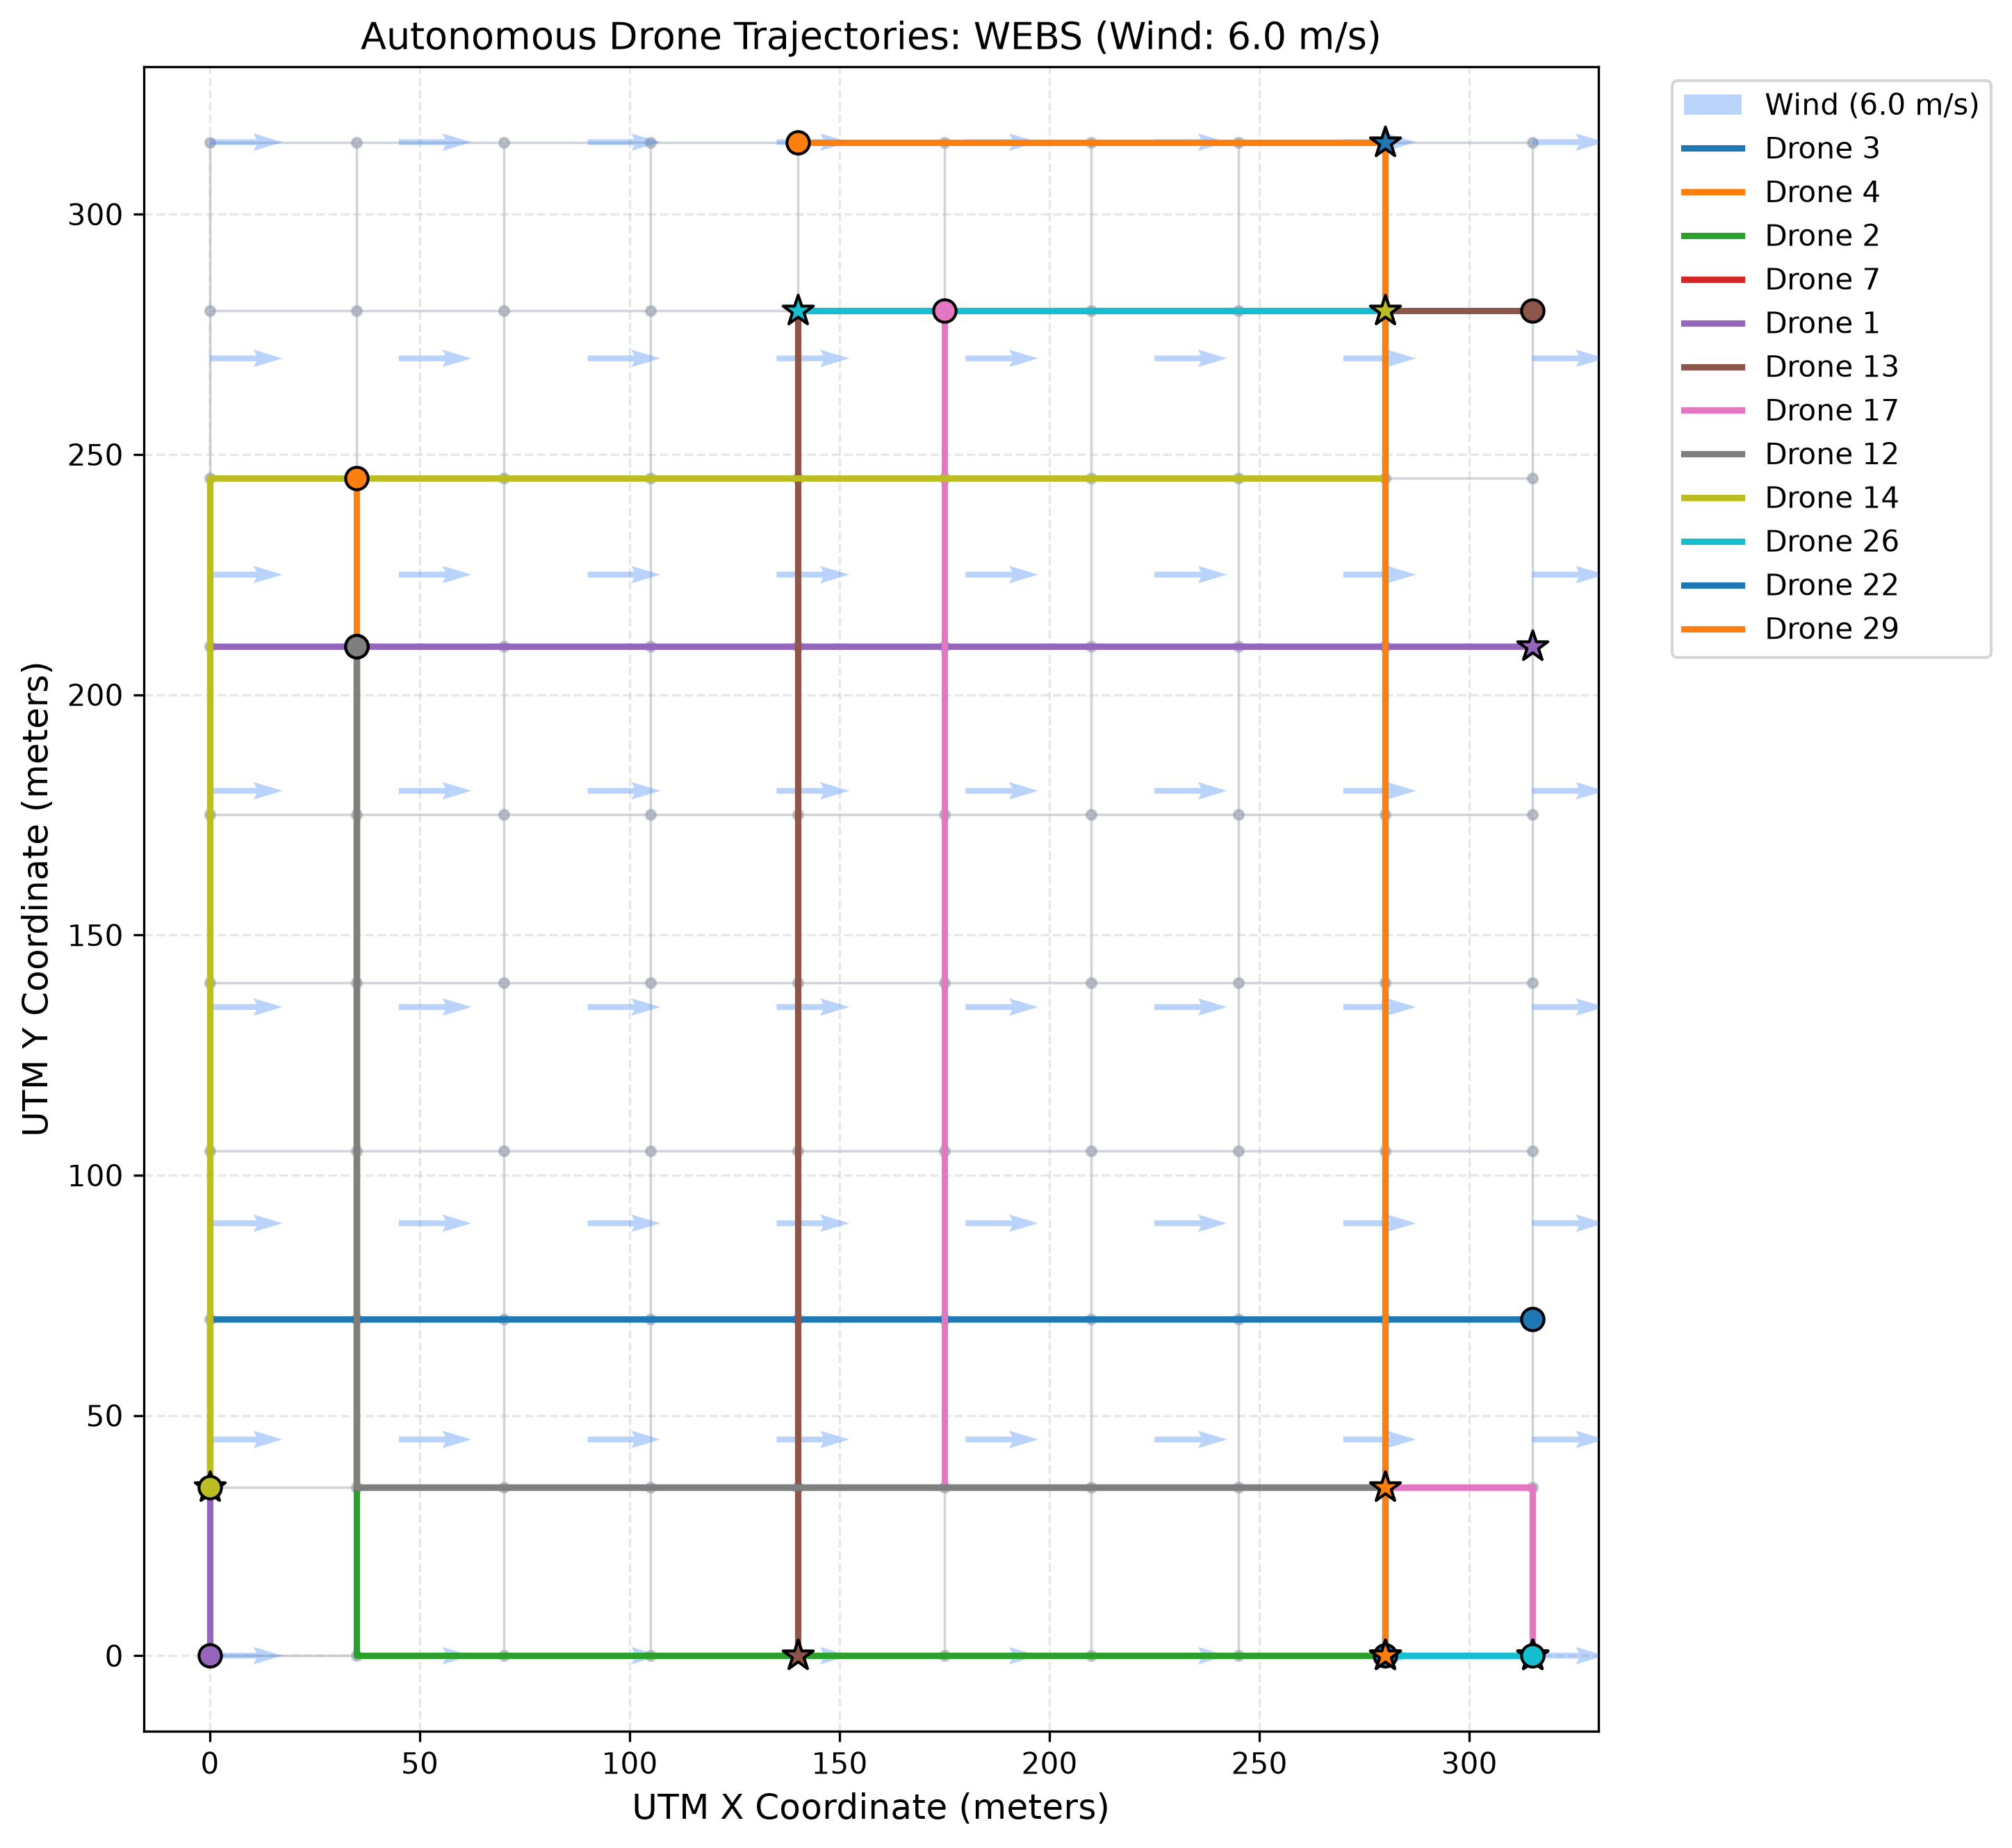 Autonomous Drone Trajectories: WEBS (Wind: 6.0 m/s)
Wind (6.0 m/s)
Drone 3
Drone 4
Drone 2
Drone 7
Drone 1
Drone 13
Drone 17
Drone 12
Drone 14
Drone 26
Drone 22
Drone 29
UTM Y Coordinate (meters)
300
250
200
150
100
50
0
0 50 100 150 200 250 300
UTM X Coordinate (meters)